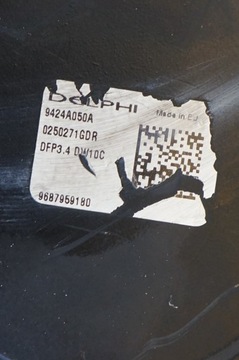 DELPHI
Made in EU
9424A050A
0250271GDR
DFP3.4 DW10C
9687959180